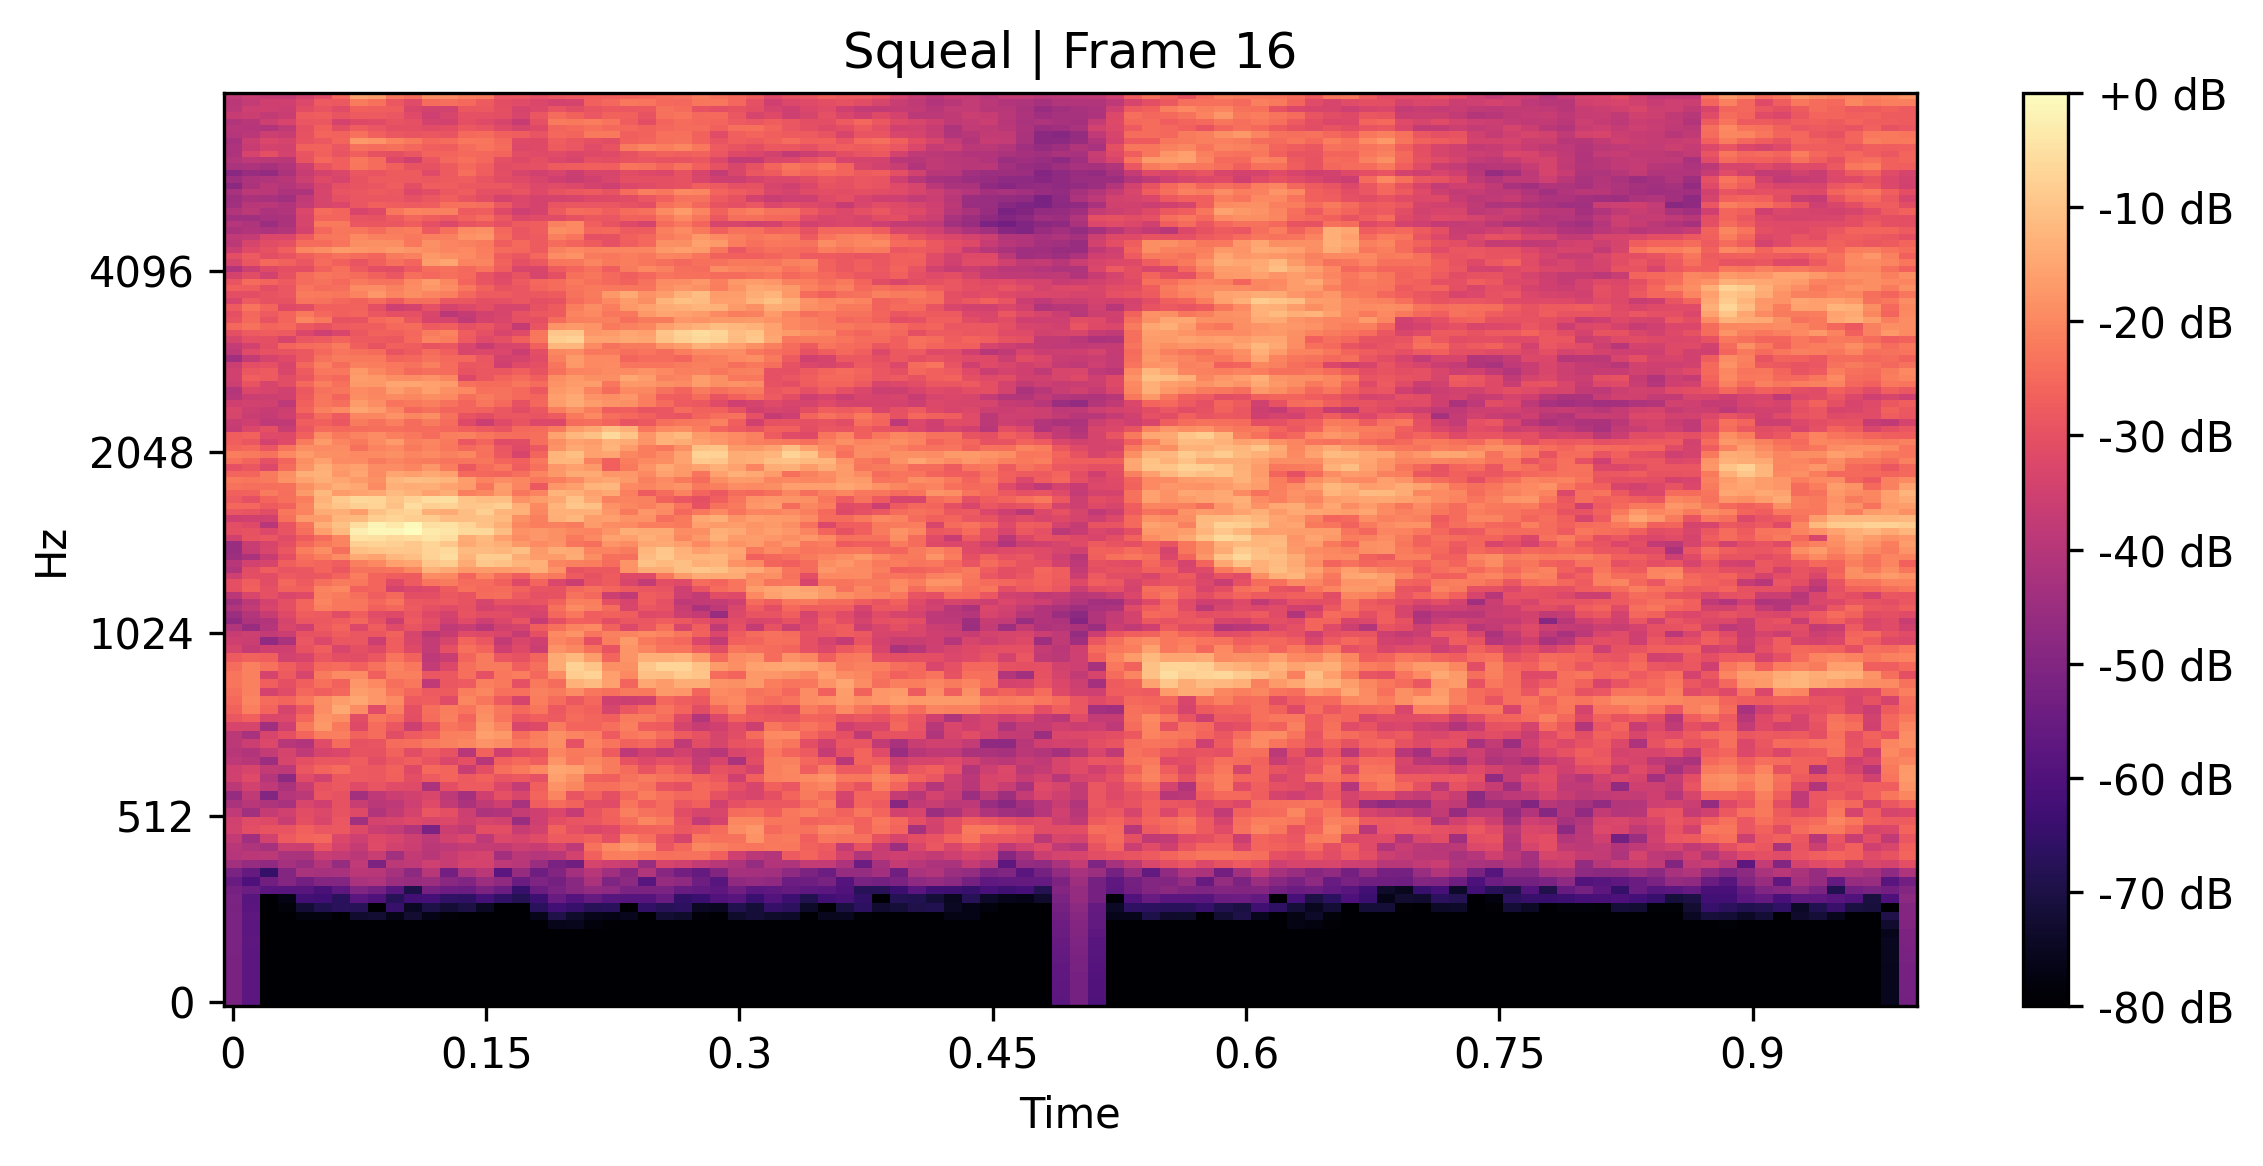 Squeal | Frame 16
Hz
4096
2048
1024
512
0
0 0.15 0.3 0.45 0.6 0.75 0.9
Time
+0 dB
-10 dB
-20 dB
-30 dB
-40 dB
-50 dB
-60 dB
-70 dB
-80 dB